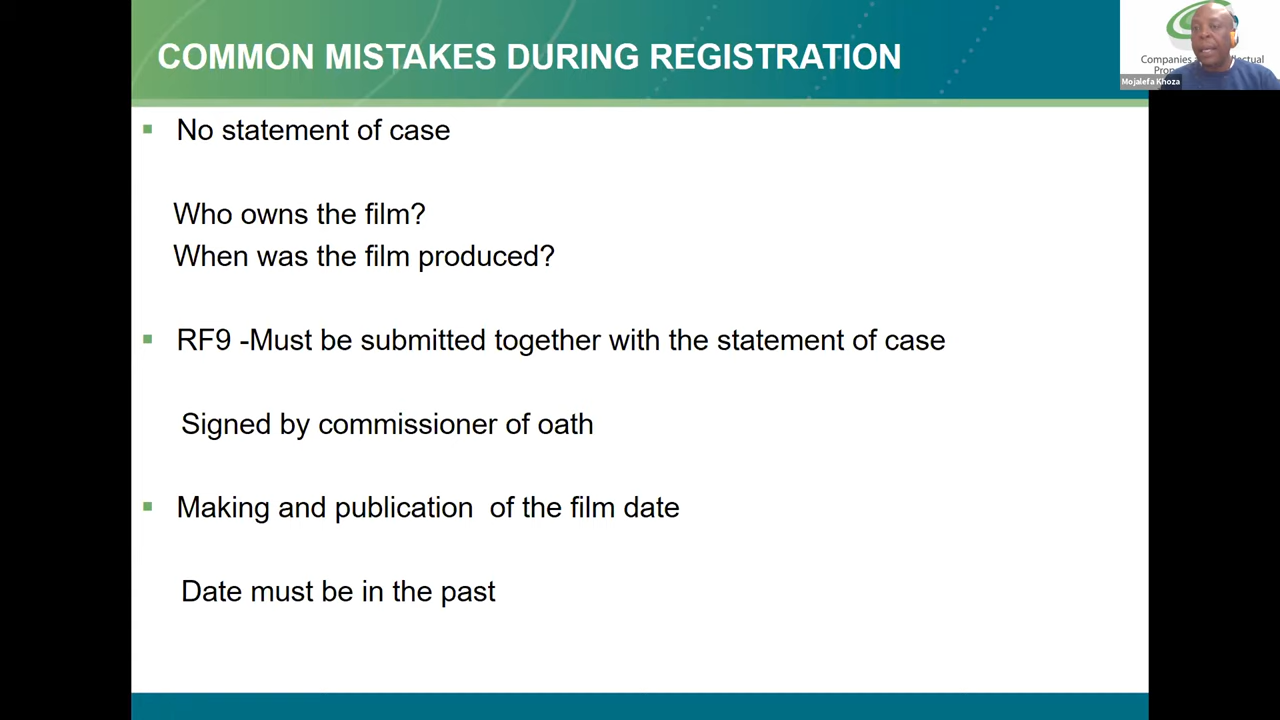 COMMON MISTAKES DURING REGISTRATION
Companies
llectual
Pro
Mojalefa Khoza
No statement of case
Who owns the film?
When was the film produced?
RF9 -Must be submitted together with the statement of case
Signed by commissioner of oath
Making and publication of the film date
Date must be in the past